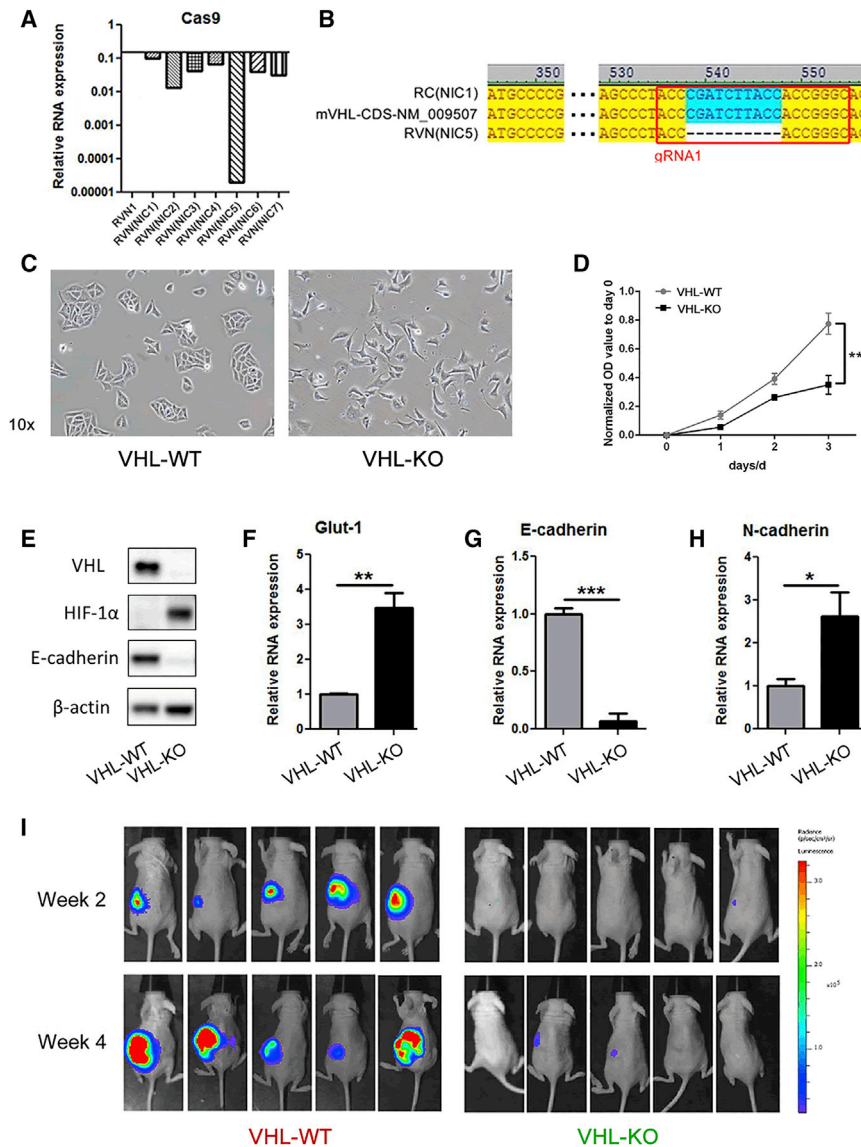 A
Cas9
Relative RNA expression
0.1
0.1
0.01
0.001
0.0001
0.00001
RVN1
RVN(NIC1)
RVN(NIC2)
RVN(NIC3)
RVN(NIC4)
RVN(NIC5)
RVN(NIC6)
RVN(NIC7)
B
350 530 540 550
RC(NIC1) ATGCCCCG ••• AGCCCTACCCGATCTTACCACCGGGCAC
mVHL-CDS-NM_009507 ATGCCCCG ••• AGCCCTACCCGATCTTACCACCGGGCAC
RVN(NIC5) ATGCCCCG ••• AGCCCTACC----------ACCGGGCAC
gRNA1
C
10x
VHL-WT VHL-KO
D
Normalized OD value to day 0
1.0
0.8
0.6
0.4
0.2
0.0
VHL-WT
VHL-KO
**
0 1 2 3
days/d
E
VHL
HIF-1α
E-cadherin
β-actin
VHL-WT
VHL-KO
F
Glut-1
Relative RNA expression
5
4
3
2
1
0
**
VHL-WT
VHL-KO
G
E-cadherin
Relative RNA expression
1.5
1.0
0.5
0.0
***
VHL-WT
VHL-KO
H
N-cadherin
Relative RNA expression
4
3
2
1
0
*
VHL-WT
VHL-KO
I
Week 2
Week 4
VHL-WT VHL-KO
Radiance
(p/sec/cm²/sr)
Luminescence
3.0
2.0
x10⁵
1.0